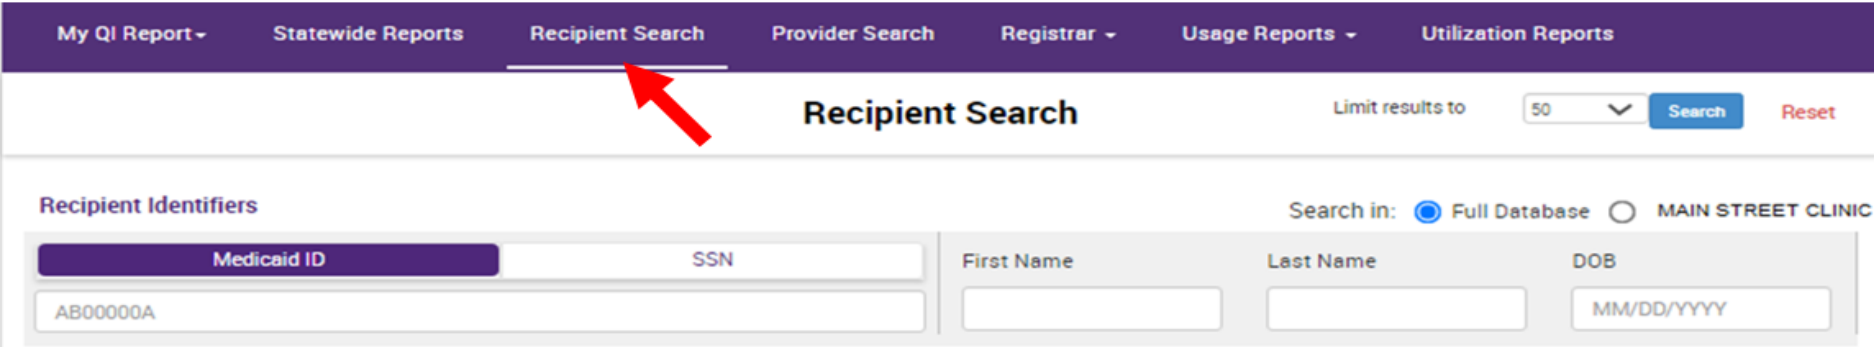 My QI Report Statewide Reports Recipient Search Provider Search Registrar Usage Reports Utilization Reports
Recipient Search Limit results to 50 Search Reset
Recipient Identifiers Search in: Full Database MAIN STREET CLINIC
Medicaid ID SSN First Name Last Name DOB
AB00000A MM/DD/YYYY